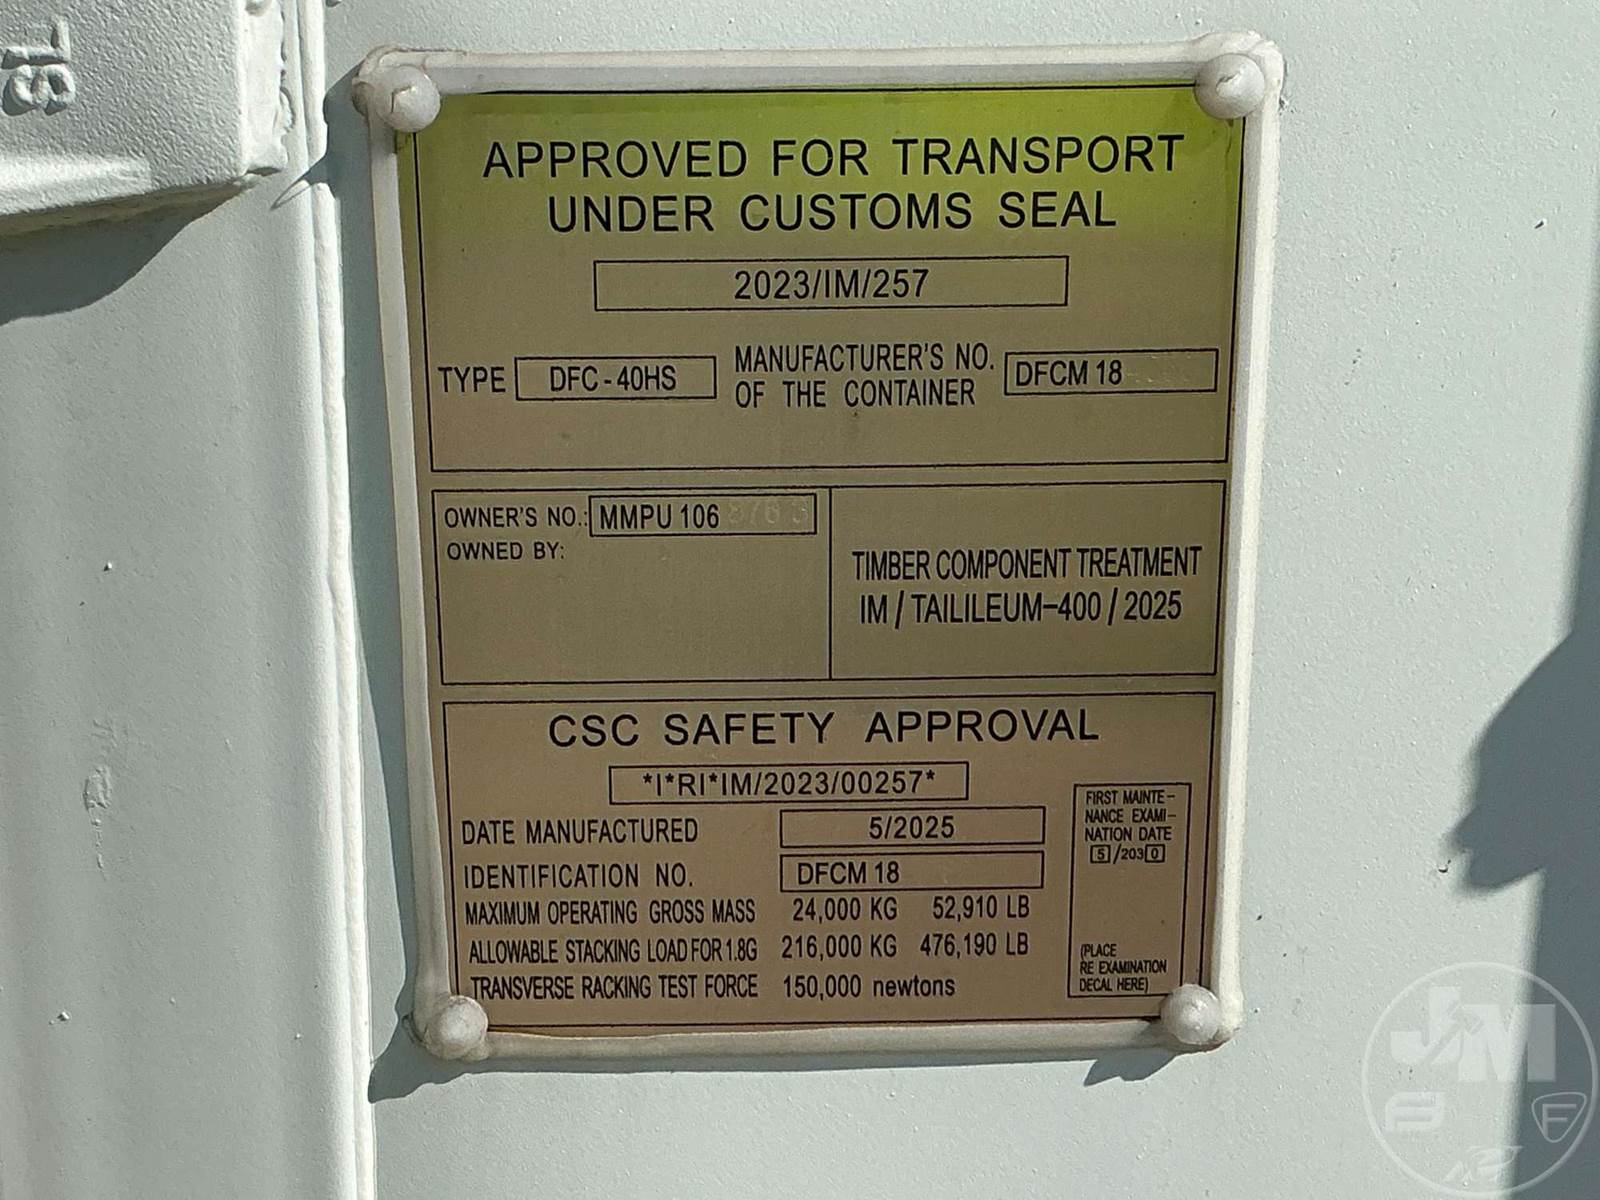 APPROVED FOR TRANSPORT
UNDER CUSTOMS SEAL
2023/IM/257
TYPE DFC-40HS MANUFACTURER'S NO. OF THE CONTAINER DFCM 18
OWNER'S NO.: MMPU 106
OWNED BY:
TIMBER COMPONENT TREATMENT
IM / TAILILEUM-400 / 2025
CSC SAFETY APPROVAL
*I*RI*IM/2023/00257*
DATE MANUFACTURED 5/2025
IDENTIFICATION NO. DFCM 18
MAXIMUM OPERATING GROSS MASS 24,000 KG 52,910 LB
ALLOWABLE STACKING LOAD FOR 1.8G 216,000 KG 476,190 LB
TRANSVERSE RACKING TEST FORCE 150,000 newtons
FIRST MAINTE-
NANCE EXAMI-
NATION DATE
5/2030
(PLACE
RE EXAMINATION
DECAL HERE)
JM